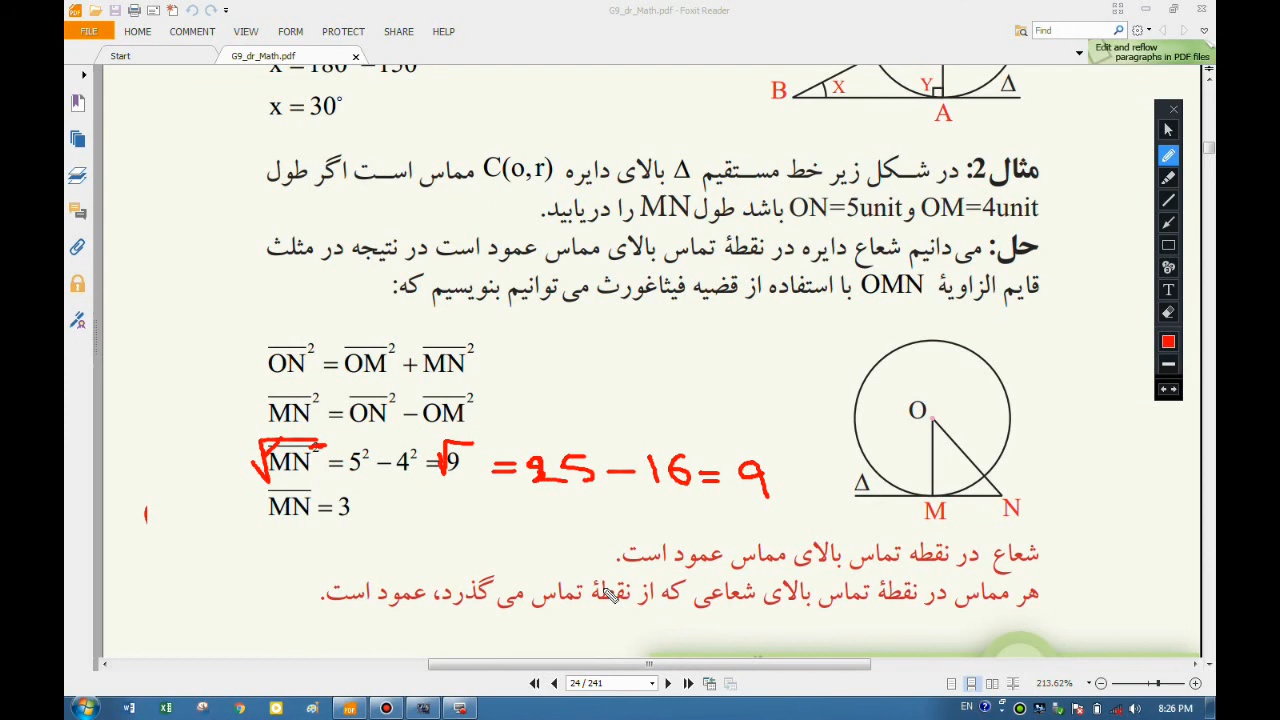 G9_dr_Math.pdf - Foxit Reader
FILE HOME COMMENT VIEW FORM PROTECT SHARE HELP
Find
Start G9_dr_Math.pdf
Edit and reflow
paragraphs in PDF files
x = 180° − 150°
B X Y Δ
A
x = 30°
مثال 2: در شـــکل زیر خط مســـتقیم Δ بالای دایره C(o,r) مماس اســـت اگر طول
OM=4unit و ON=5unit باشد طول MN را دریابید.
حل: می‌دانیم شعاع دایره در نقطهٔ تماس بالای مماس عمود است در نتیجه در مثلث
قایم الزاویهٔ OMN با استفاده از قضیه فیثاغورث می‌توانیم بنویسیم که:
ON² = OM² + MN²
MN² = ON² − OM²
√MN² = 5² − 4² = √9 = 25 − 16 = 9
MN = 3
O
Δ
M N
شعاع در نقطه تماس بالای مماس عمود است.
هر مماس در نقطهٔ تماس بالای شعاعی که از نقطهٔ تماس می‌گذرد، عمود است.
24 / 241
213.62%
EN
8:26 PM